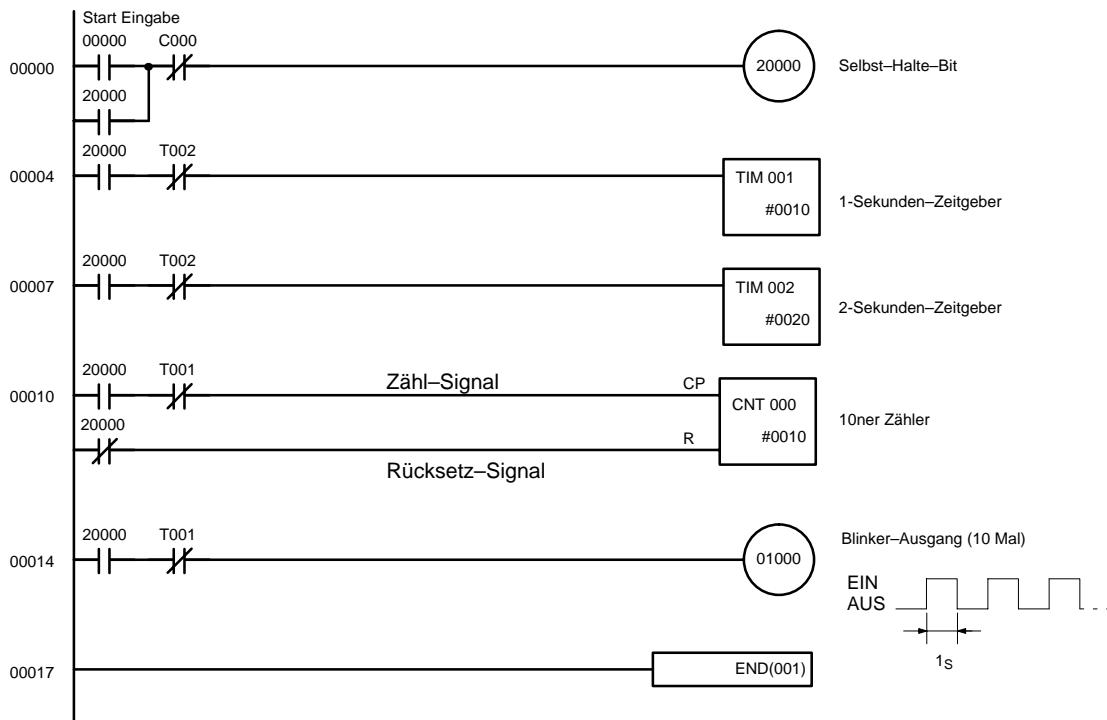 Start Eingabe
00000 C000
00000
20000
Selbst–Halte–Bit
20000
20000 T002
00004
TIM 001
#0010
1-Sekunden–Zeitgeber
20000 T002
00007
TIM 002
#0020
2-Sekunden–Zeitgeber
20000 T001
Zähl–Signal
CP
00010
CNT 000
#0010
10ner Zähler
20000
R
Rücksetz–Signal
20000 T001
00014
01000
Blinker–Ausgang (10 Mal)
EIN
AUS
1S
00017
END(001)